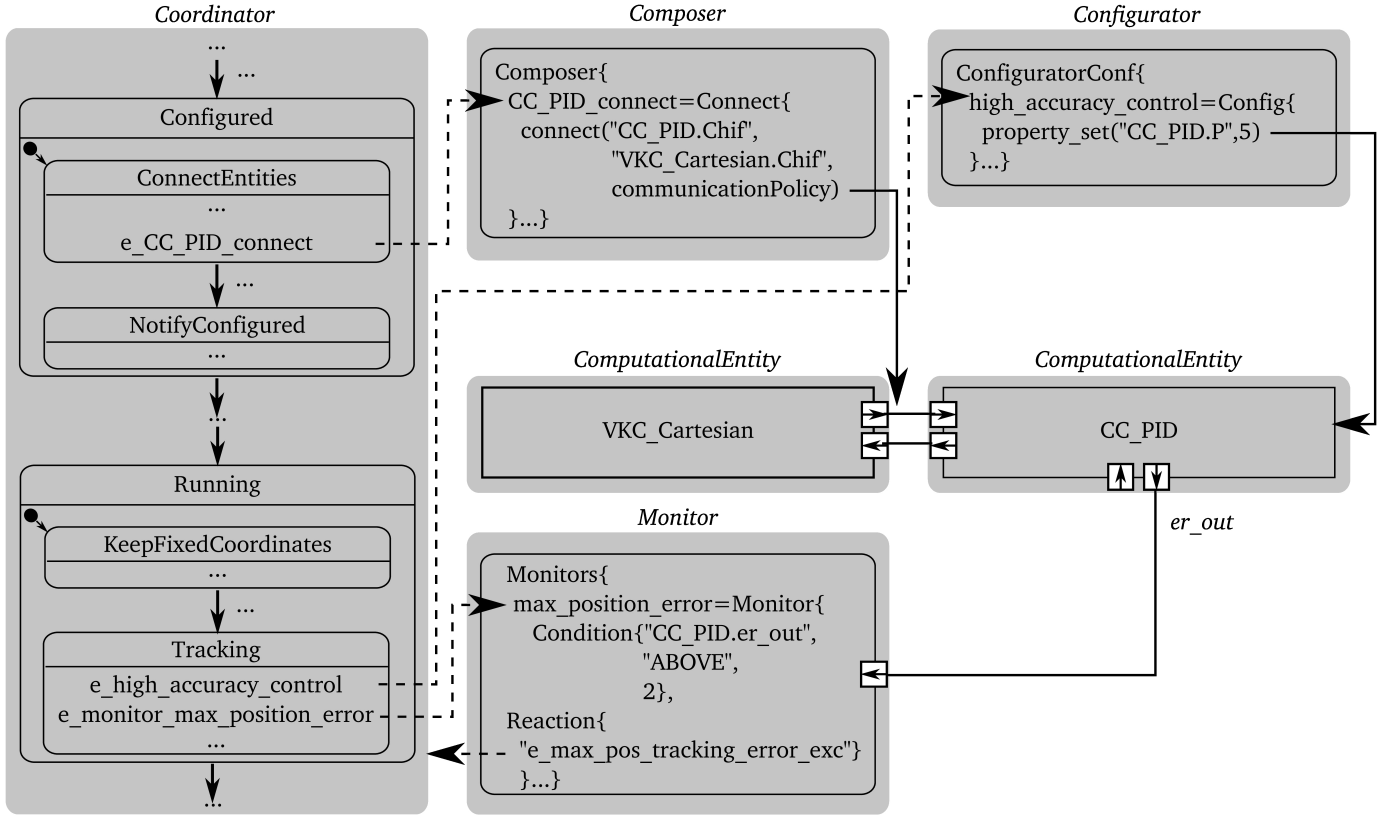 Coordinator
...
...
Configured
ConnectEntities
...
e_CC_PID_connect
...
NotifyConfigured
...
...
Running
KeepFixedCoordinates
...
...
Tracking
e_high_accuracy_control
e_monitor_max_position_error
...
...
Composer
Composer{
CC_PID_connect=Connect{
connect("CC_PID.Chif",
"VKC_Cartesian.Chif",
communicationPolicy)
}...}
Configurator
ConfiguratorConf{
high_accuracy_control=Config{
property_set("CC_PID.P",5)
}...}
ComputationalEntity
VKC_Cartesian
ComputationalEntity
CC_PID
er_out
Monitor
Monitors{
max_position_error=Monitor{
Condition{"CC_PID.er_out",
"ABOVE",
2},
Reaction{
"e_max_pos_tracking_error_exc"}
}...}